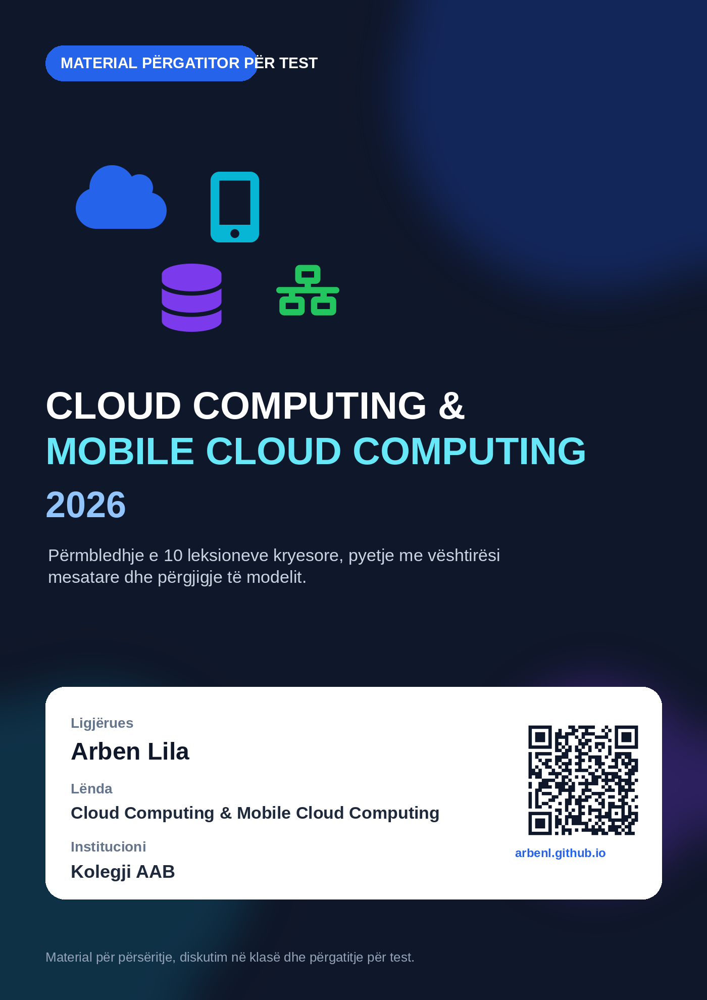 MATERIAL PËRGATITOR PËR TEST
CLOUD COMPUTING &
MOBILE CLOUD COMPUTING
2026
Përmbledhje e 10 leksioneve kryesore, pyetje me vështirësi
mesatare dhe përgjigje të modelit.
Ligjërues
Arben Lila
Lënda
Cloud Computing & Mobile Cloud Computing
Institucioni
Kolegji AAB
arbenl.github.io
Material për përsëritje, diskutim në klasë dhe përgatitje për test.